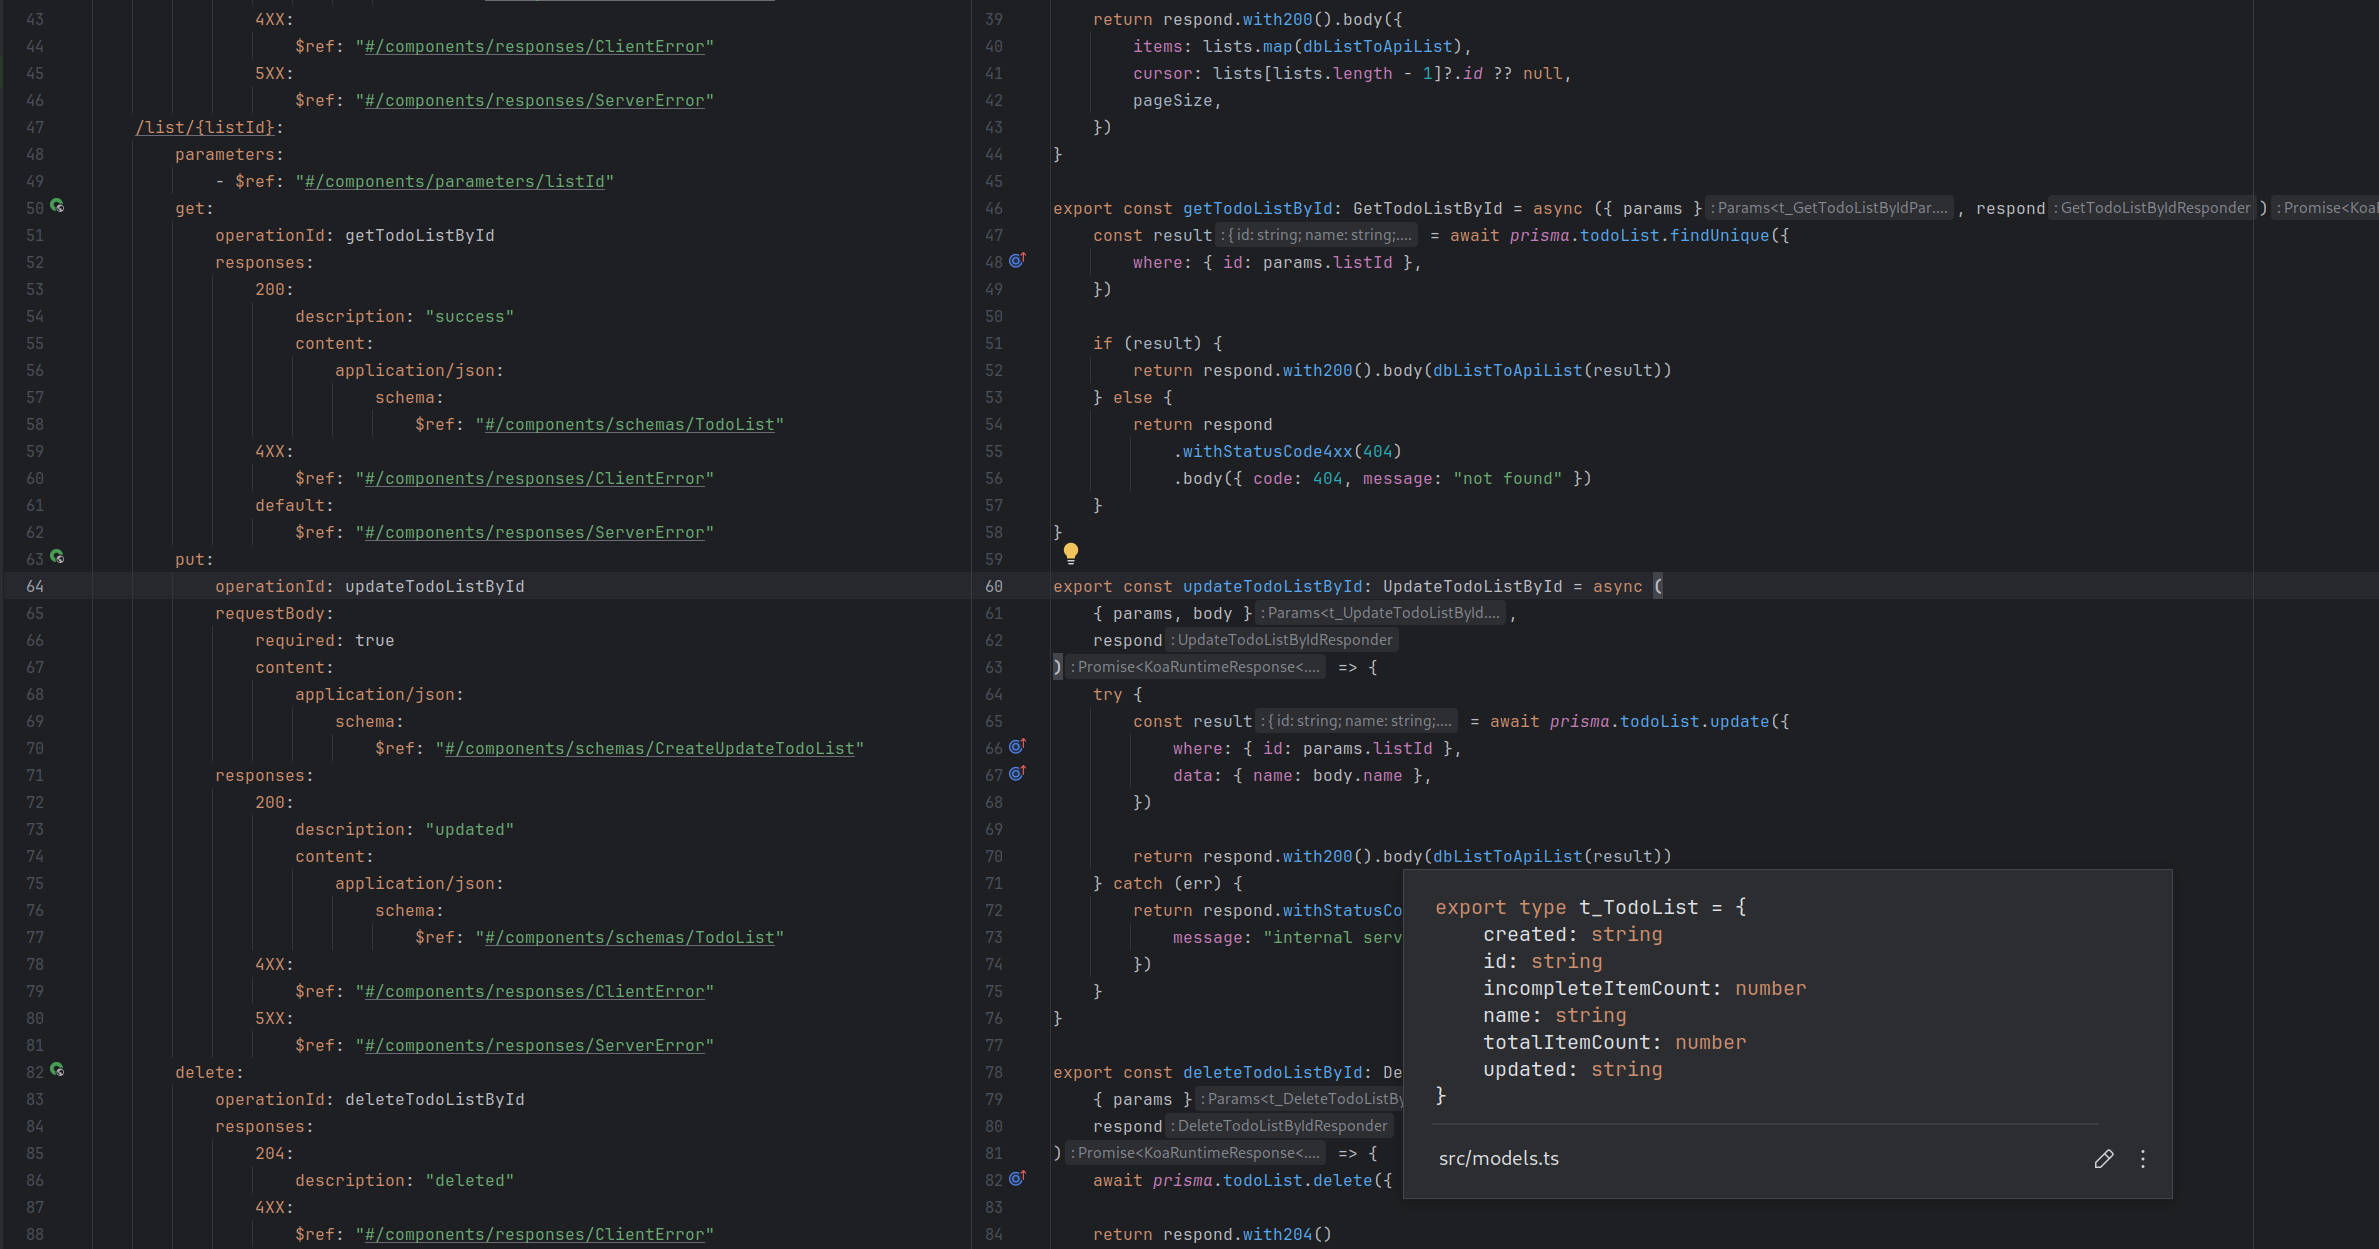 43 4XX:
44 $ref: "#/components/responses/ClientError"
45 5XX:
46 $ref: "#/components/responses/ServerError"
47 /list/{listId}:
48 parameters:
49 - $ref: "#/components/parameters/listId"
50 get:
51 operationId: getTodoListById
52 responses:
53 200:
54 description: "success"
55 content:
56 application/json:
57 schema:
58 $ref: "#/components/schemas/TodoList"
59 4XX:
60 $ref: "#/components/responses/ClientError"
61 default:
62 $ref: "#/components/responses/ServerError"
63 put:
64 operationId: updateTodoListById
65 requestBody:
66 required: true
67 content:
68 application/json:
69 schema:
70 $ref: "#/components/schemas/CreateUpdateTodoList"
71 responses:
72 200:
73 description: "updated"
74 content:
75 application/json:
76 schema:
77 $ref: "#/components/schemas/TodoList"
78 4XX:
79 $ref: "#/components/responses/ClientError"
80 5XX:
81 $ref: "#/components/responses/ServerError"
82 delete:
83 operationId: deleteTodoListById
84 responses:
85 204:
86 description: "deleted"
87 4XX:
88 $ref: "#/components/responses/ClientError"
39 return respond.with200().body({
40 items: lists.map(dbListToApiList),
41 cursor: lists[lists.length - 1]?.id ?? null,
42 pageSize,
43 })
44 }
45
46 export const getTodoListById: GetTodoListById = async ({ params } : Params<t_GetTodoListByIdPar.... , respond : GetTodoListByIdResponder ) : Promise<Koa
47 const result : { id: string; name: string;.... = await prisma.todoList.findUnique({
48 where: { id: params.listId },
49 })
50
51 if (result) {
52 return respond.with200().body(dbListToApiList(result))
53 } else {
54 return respond
55 .withStatusCode4xx(404)
56 .body({ code: 404, message: "not found" })
57 }
58 }
59
60 export const updateTodoListById: UpdateTodoListById = async (
61 { params, body } : Params<t_UpdateTodoListById.... ,
62 respond : UpdateTodoListByIdResponder
63 ) : Promise<KoaRuntimeResponse<.... => {
64 try {
65 const result : { id: string; name: string;.... = await prisma.todoList.update({
66 where: { id: params.listId },
67 data: { name: body.name },
68 })
69
70 return respond.with200().body(dbListToApiList(result))
71 } catch (err) {
72 return respond.withStatusCo
73 message: "internal serv
74 })
75 }
76 }
77
78 export const deleteTodoListById: De
79 { params } : Params<t_DeleteTodoListBy
80 respond : DeleteTodoListByIdResponder
81 ) : Promise<KoaRuntimeResponse<.... => {
82 await prisma.todoList.delete({
83
84 return respond.with204()
export type t_TodoList = {
created: string
id: string
incompleteItemCount: number
name: string
totalItemCount: number
updated: string
}
src/models.ts